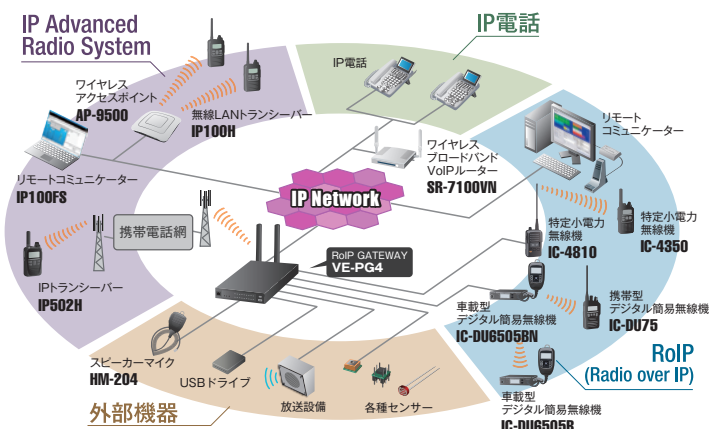 IP Advanced
Radio System
ワイヤレス
アクセスポイント
AP-9500
無線LANトランシーバー
IP100H
リモートコミュニケーター
IP100FS
携帯電話網
IPトランシーバー
IP502H
IP電話
IP電話
ワイヤレス
ブロードバンド
VoIPルーター
SR-7100VN
IP Network
RoIP GATEWAY
VE-PG4
リモート
コミュニケーター
特定小電力
無線機
IC-4810
特定小電力
無線機
IC-4350
車載型
デジタル簡易無線機
IC-DU6505BN
携帯型
デジタル簡易無線機
IC-DU75
RoIP
(Radio over IP)
車載型
デジタル簡易無線機
IC-DU6505B
スピーカーマイク
HM-204
USBドライブ
放送設備
各種センサー
外部機器